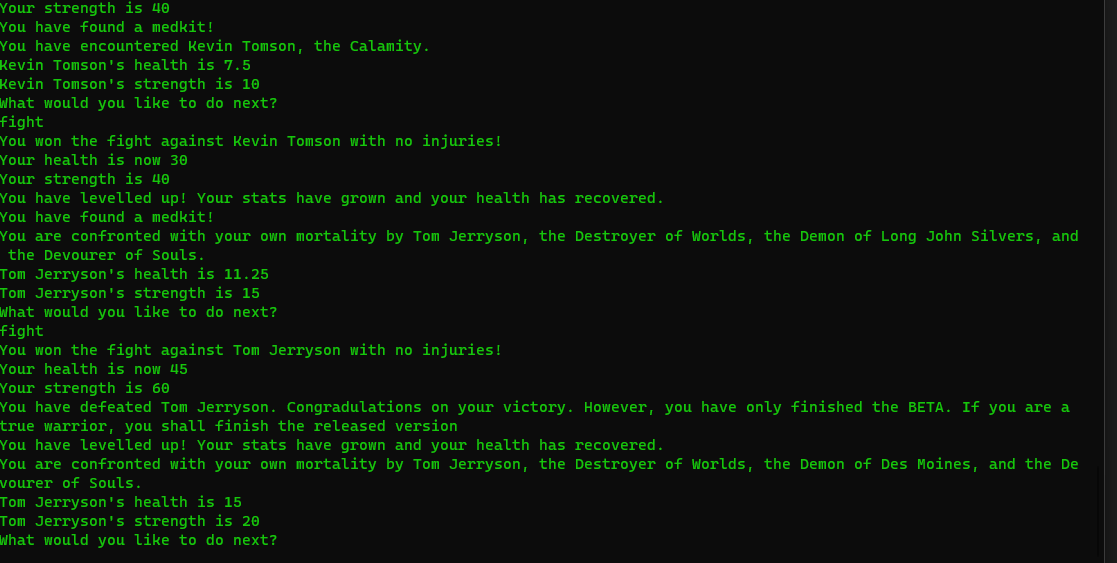 Your strength is 40
You have found a medkit!
You have encountered Kevin Tomson, the Calamity.
Kevin Tomson's health is 7.5
Kevin Tomson's strength is 10
What would you like to do next?
fight
You won the fight against Kevin Tomson with no injuries!
Your health is now 30
Your strength is 40
You have levelled up! Your stats have grown and your health has recovered.
You have found a medkit!
You are confronted with your own mortality by Tom Jerryson, the Destroyer of Worlds, the Demon of Long John Silvers, and
the Devourer of Souls.
Tom Jerryson's health is 11.25
Tom Jerryson's strength is 15
What would you like to do next?
fight
You won the fight against Tom Jerryson with no injuries!
Your health is now 45
Your strength is 60
You have defeated Tom Jerryson. Congradulations on your victory. However, you have only finished the BETA. If you are a
true warrior, you shall finish the released version
You have levelled up! Your stats have grown and your health has recovered.
You are confronted with your own mortality by Tom Jerryson, the Destroyer of Worlds, the Demon of Des Moines, and the De
vourer of Souls.
Tom Jerryson's health is 15
Tom Jerryson's strength is 20
What would you like to do next?